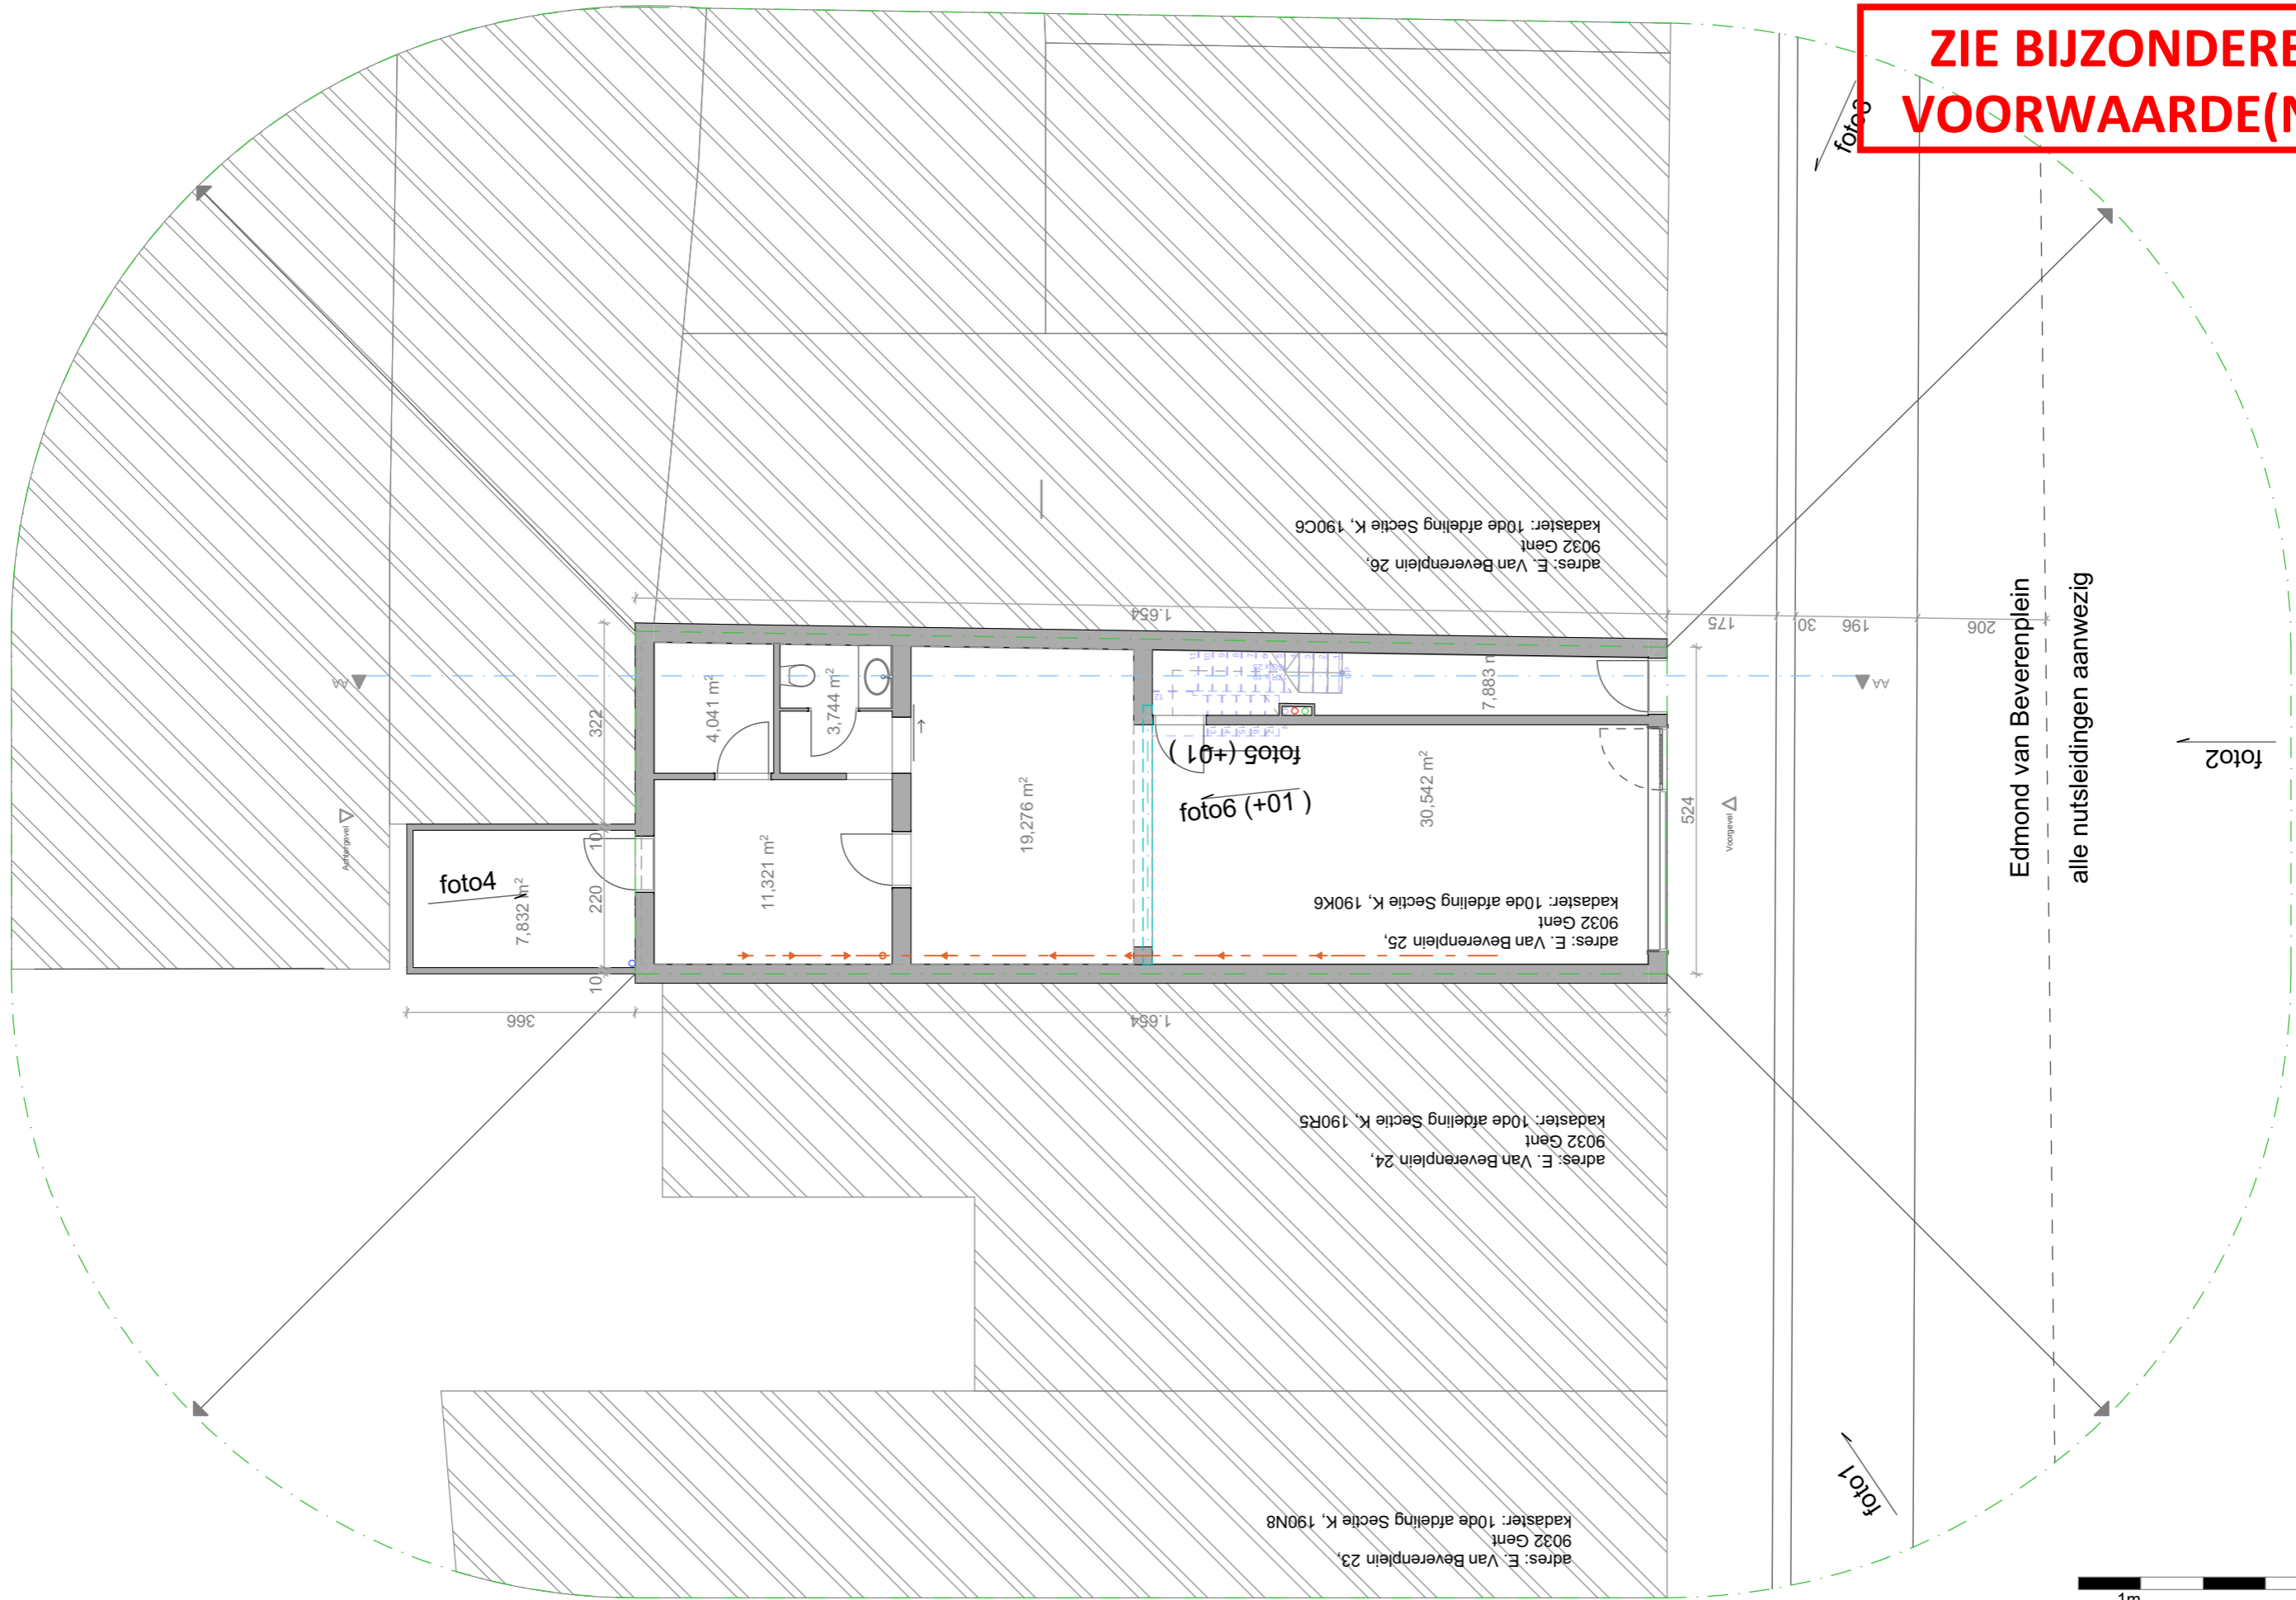 ZIE BIJZONDERE
VOORWAARDE(N
foto3
kadaster: 10de afdeling Sectie K, 190C6
9032 Gent
adres: E. Van Beverenplein 26,
1.654
175
30
196
206
Edmond van Beverenplein
alle nutsleidingen aanwezig
AA
AA
322
4,041 m²
3,744 m²
7,883 m
foto5 (+01 )
foto6 (+01 )
foto2
19,276 m²
30,542 m²
524
Achtergevel
Voorgevel
10
foto4
7,832 m²
220
11,321 m²
kadaster: 10de afdeling Sectie K, 190K6
9032 Gent
adres: E. Van Beverenplein 25,
10
366
1.654
kadaster: 10de afdeling Sectie K, 190R5
9032 Gent
adres: E. Van Beverenplein 24,
foto1
kadaster: 10de afdeling Sectie K, 190N8
9032 Gent
adres: E. Van Beverenplein 23,
1m